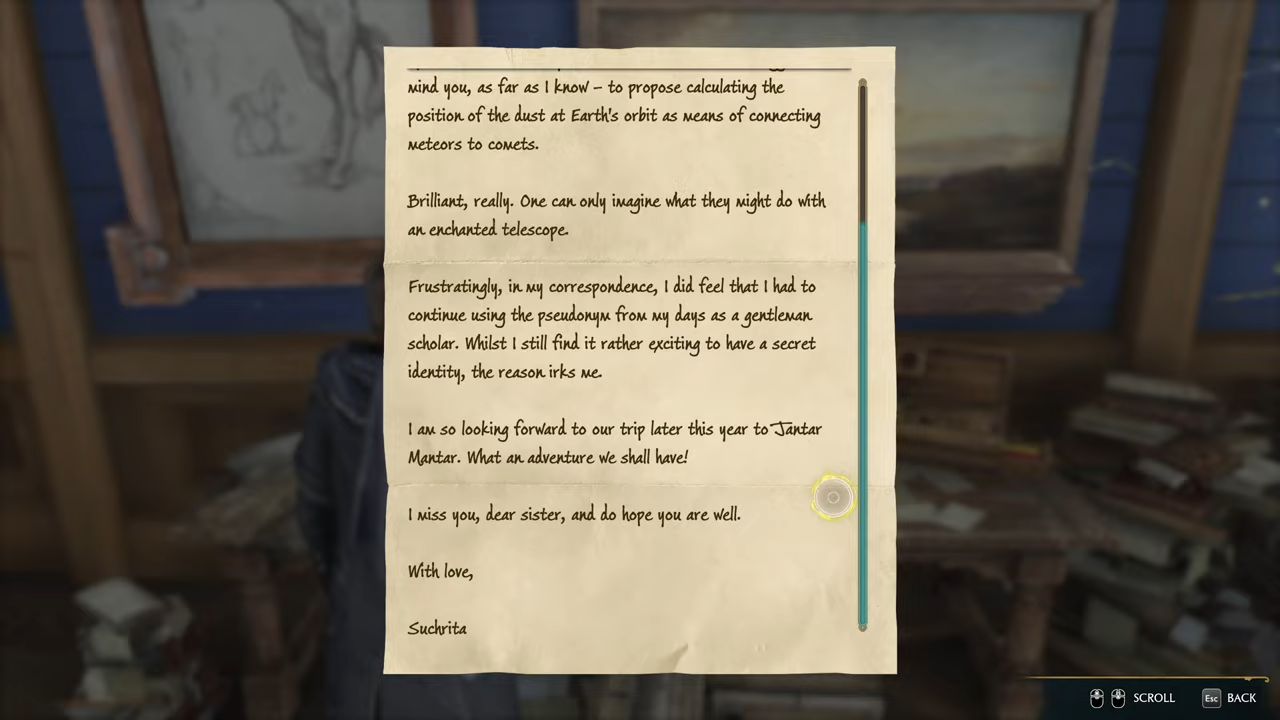 mind you, as far as I know – to propose calculating the
position of the dust at Earth's orbit as means of connecting
meteors to comets.
Brilliant, really. One can only imagine what they might do with
an enchanted telescope.
Frustratingly, in my correspondence, I did feel that I had to
continue using the pseudonym from my days as a gentleman
scholar. Whilst I still find it rather exciting to have a secret
identity, the reason irks me.
I am so looking forward to our trip later this year to Jantar
Mantar. What an adventure we shall have!
I miss you, dear sister, and do hope you are well.
With love,
Suchrita
SCROLL
Esc BACK